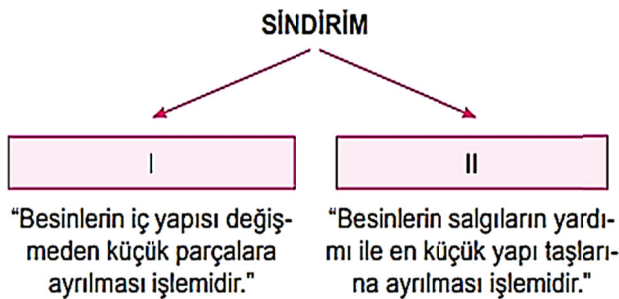 SİNDİRİM
I
II
“Besinlerin iç yapısı değiş-
meden küçük parçalara
ayrılması işlemidir.”
“Besinlerin salgıların yardı-
mı ile en küçük yapı taşları-
na ayrılması işlemidir.”